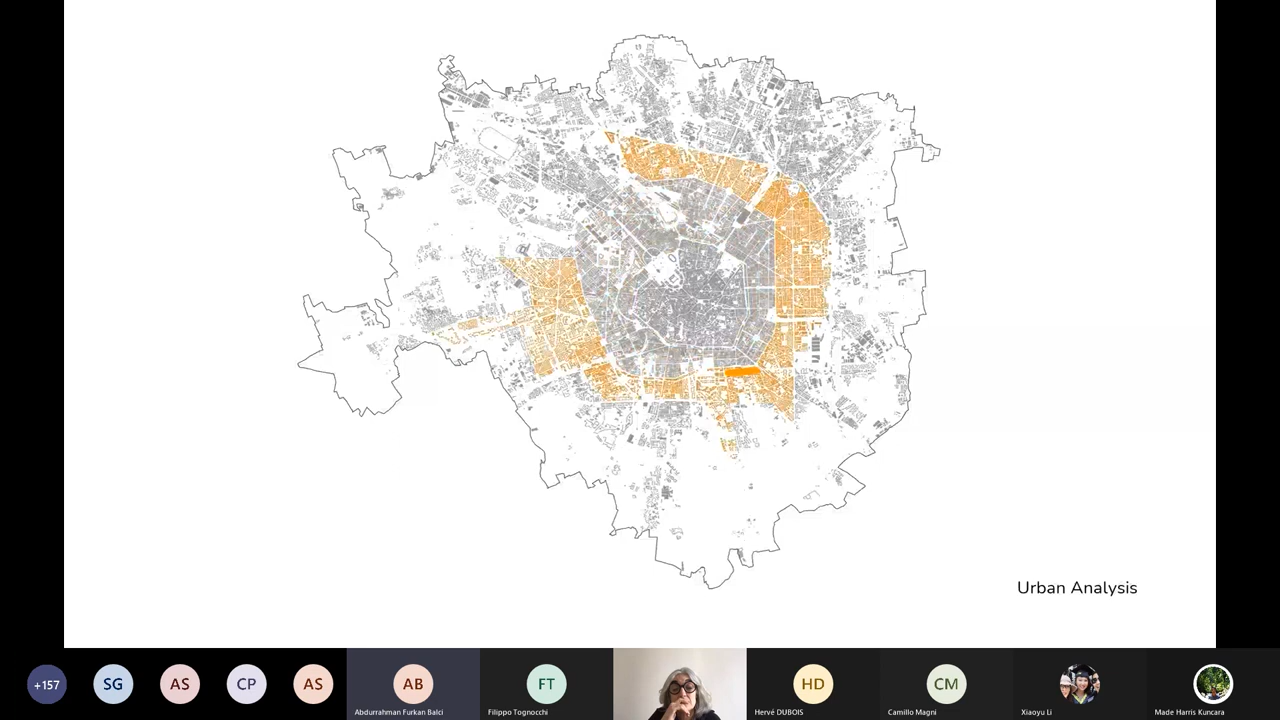 Urban Analysis
+157
SG
AS
CP
AS
AB
FT
HD
CM
Abdurrahman Furkan Balci
Filippo Tognocchi
Hervé DUBOIS
Camillo Magni
Xiaoyu Li
Made Harris Kuncara